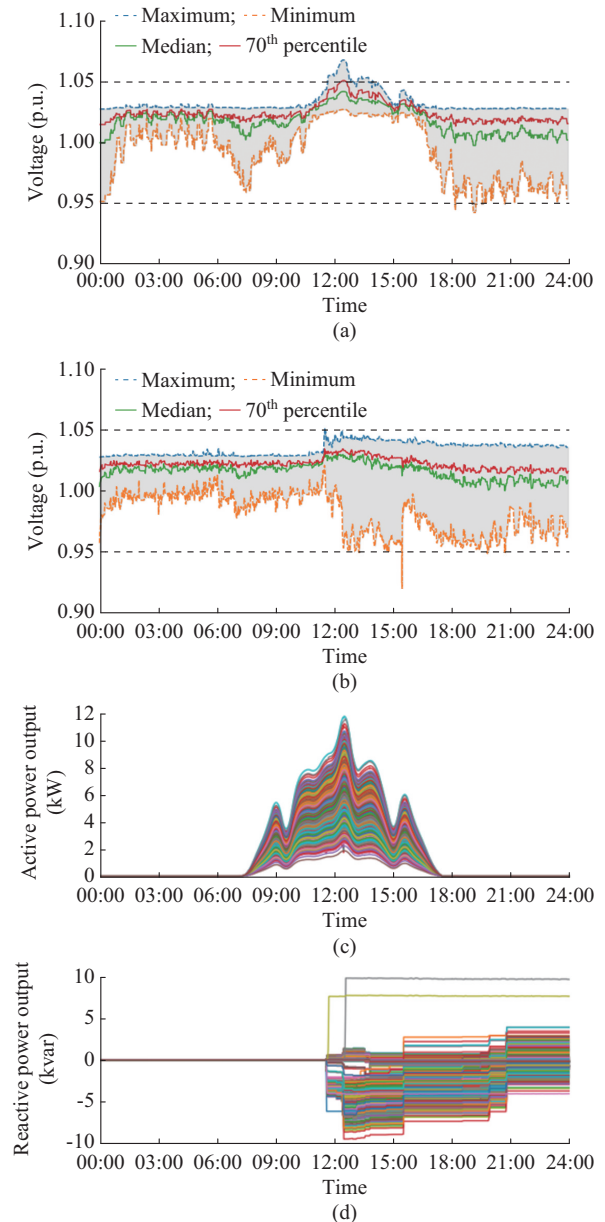 1.10
Maximum; Minimum
Median; 70th percentile
1.05
1.00
0.95
0.90
Voltage (p.u.)
00:00 03:00 06:00 09:00 12:00 15:00 18:00 21:00 24:00
Time
(a)
1.10
Maximum; Minimum
Median; 70th percentile
1.05
1.00
0.95
0.90
Voltage (p.u.)
00:00 03:00 06:00 09:00 12:00 15:00 18:00 21:00 24:00
Time
(b)
12
10
8
6
4
2
0
Active power output
(kW)
00:00 03:00 06:00 09:00 12:00 15:00 18:00 21:00 24:00
Time
(c)
10
5
0
-5
-10
Reactive power output
(kvar)
00:00 03:00 06:00 09:00 12:00 15:00 18:00 21:00 24:00
Time
(d)